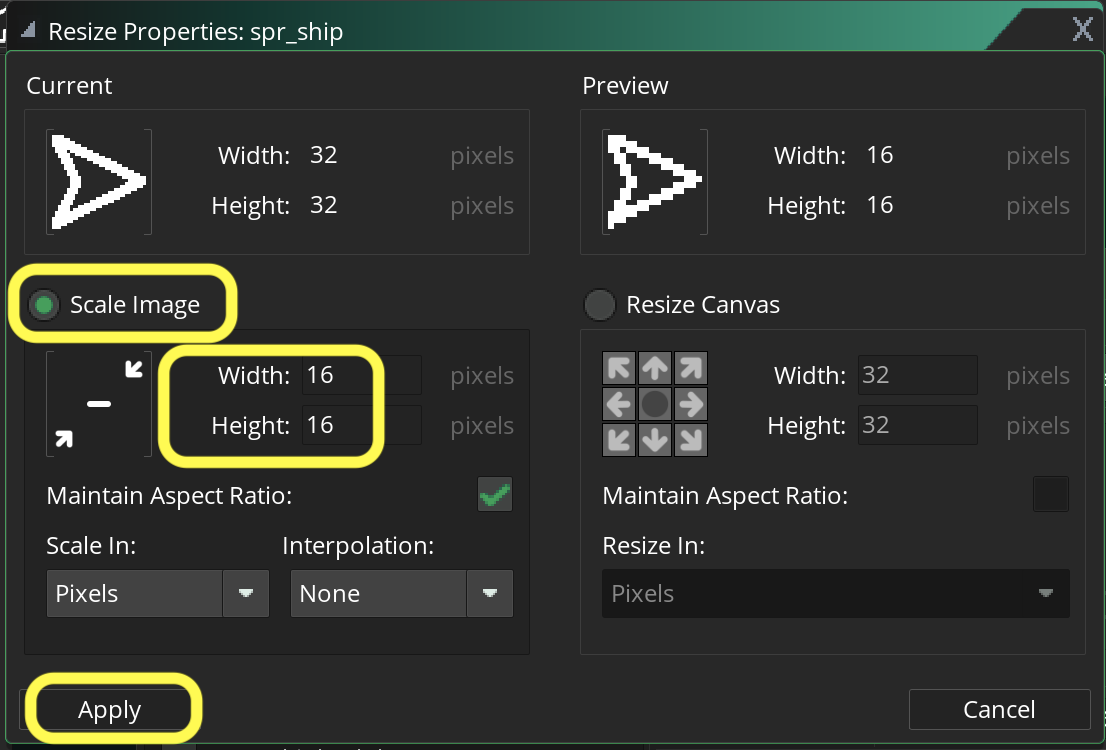 Resize Properties: spr_ship X
Current
Width: 32 pixels
Height: 32 pixels
Preview
Width: 16 pixels
Height: 16 pixels
Scale Image
Width: 16 pixels
Height: 16 pixels
Maintain Aspect Ratio:
Scale In: Interpolation:
Pixels None
Resize Canvas
Width: 32 pixels
Height: 32 pixels
Maintain Aspect Ratio:
Resize In:
Pixels
Apply Cancel